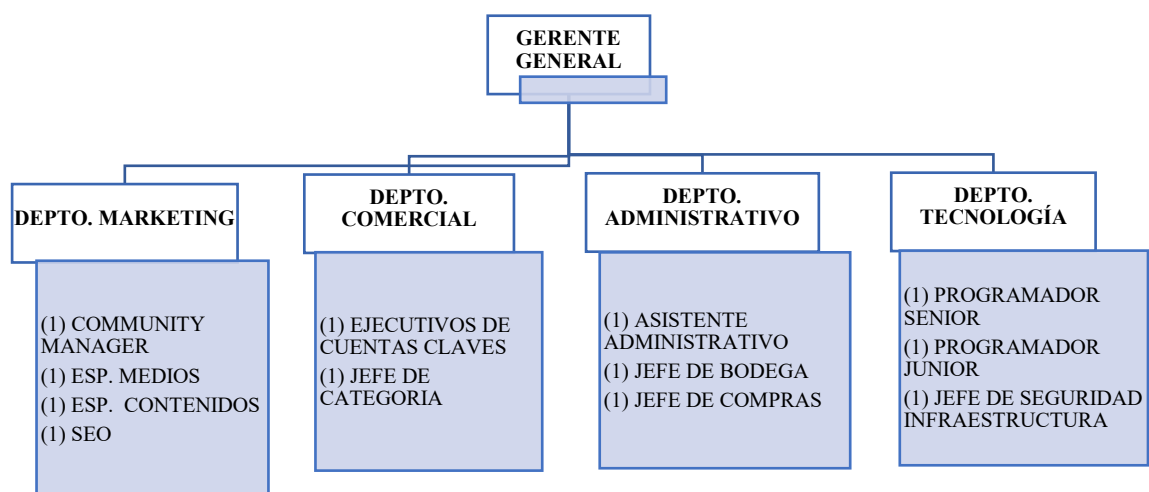 GERENTE
GENERAL
DEPTO. MARKETING
(1) COMMUNITY
MANAGER
(1) ESP. MEDIOS
(1) ESP. CONTENIDOS
(1) SEO
DEPTO.
COMERCIAL
(1) EJECUTIVOS DE
CUENTAS CLAVES
(1) JEFE DE
CATEGORIA
DEPTO.
ADMINISTRATIVO
(1) ASISTENTE
ADMINISTRATIVO
(1) JEFE DE BODEGA
(1) JEFE DE COMPRAS
DEPTO.
TECNOLOGÍA
(1) PROGRAMADOR
SENIOR
(1) PROGRAMADOR
JUNIOR
(1) JEFE DE SEGURIDAD
INFRAESTRUCTURA